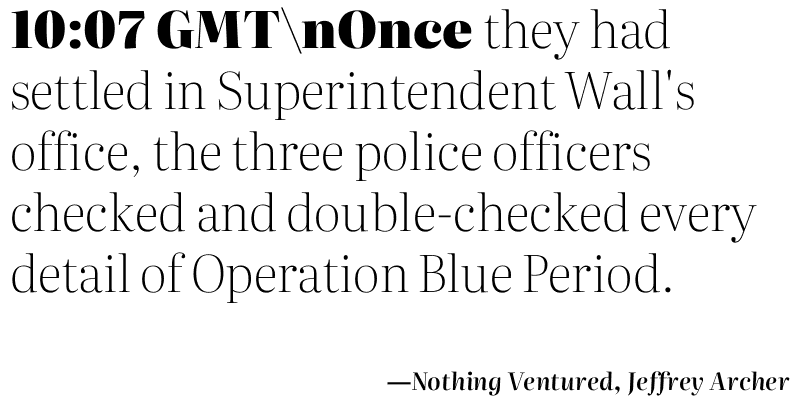 10:07 GMT\nOnce they had
settled in Superintendent Wall's
office, the three police officers
checked and double-checked every
detail of Operation Blue Period.
—Nothing Ventured, Jeffrey Archer